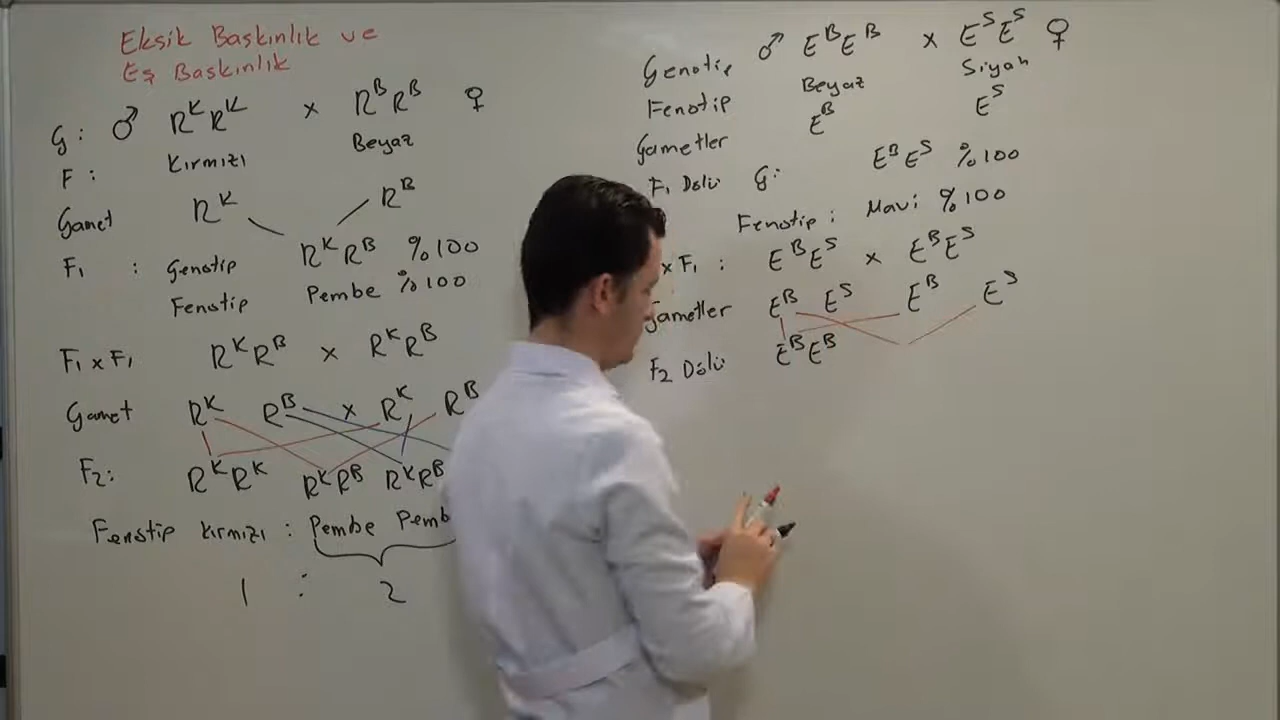 Eksik Baskınlık ve
Eş Baskınlık
G: ♂ R^K R^K x R^B R^B ♀
F: Kırmızı Beyaz
Gamet R^K R^B
F₁ : Genotip R^K R^B %100
Fenotip Pembe %100
F₁ x F₁ R^K R^B x R^K R^B
Gamet R^K R^B x R^K R^B
F₂: R^K R^K R^K R^B R^K R^B
Fenotip Kırmızı : Pembe Pemb
1 : 2
Genotip ♂ E^B E^B x E^S E^S ♀
Fenotip Beyaz Siyah
Gametler E^B E^S
F₁ Dölü G: E^B E^S %100
Fenotip : Mavi %100
x F₁ : E^B E^S x E^B E^S
Gametler E^B E^S E^B E^S
F₂ Dölü E^B E^B